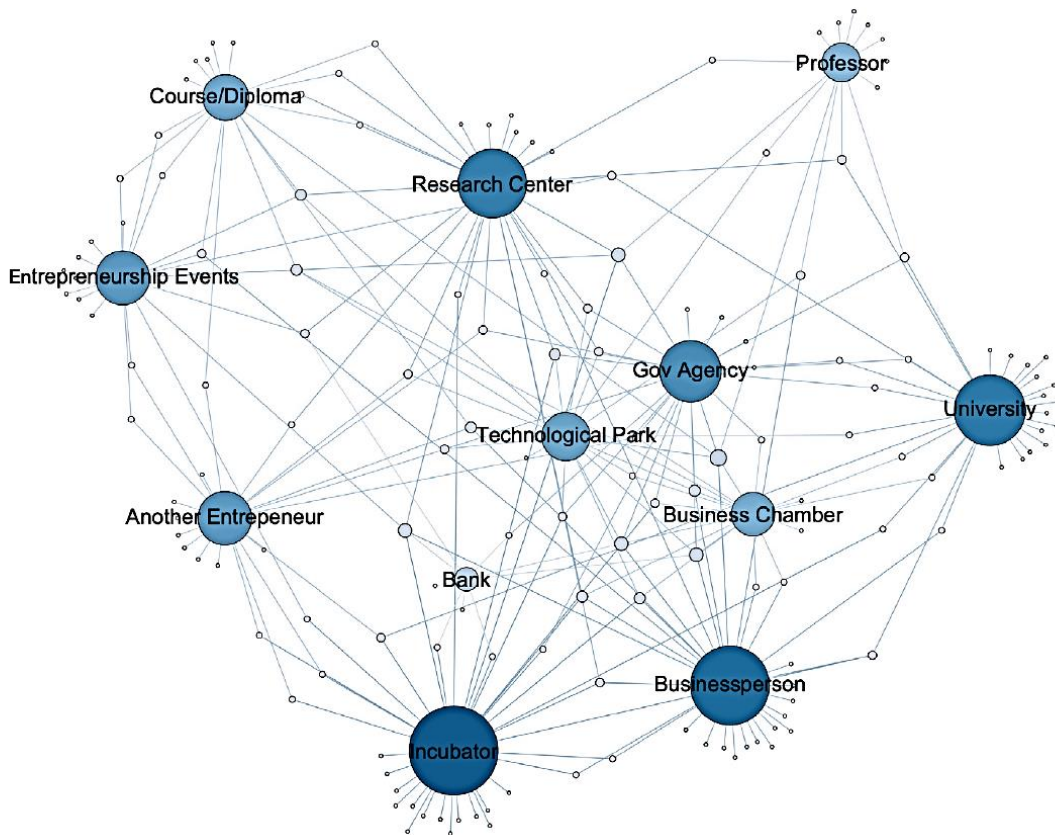 Professor
Course/Diploma
Research Center
Entrepreneurship Events
Gov Agency
University
Technological Park
Another Entrepeneur
Business Chamber
Bank
Businessperson
Incubator